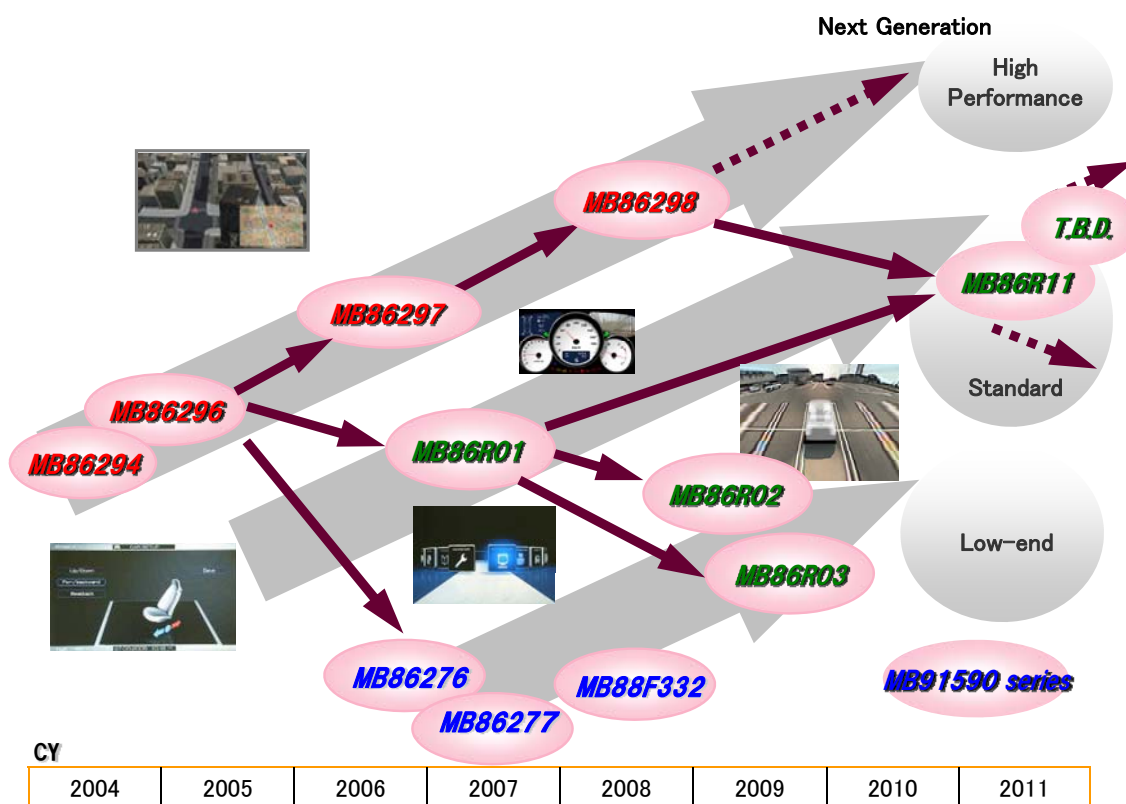 Next Generation
High
Performance
MB86298
T.B.D.
MB86R11
MB86297
Standard
MB86296
MB86294
MB86R01
MB86R02
Low-end
MB86R03
MB86276
MB86277
MB88F332
MB91590 series
CY
2004 2005 2006 2007 2008 2009 2010 2011